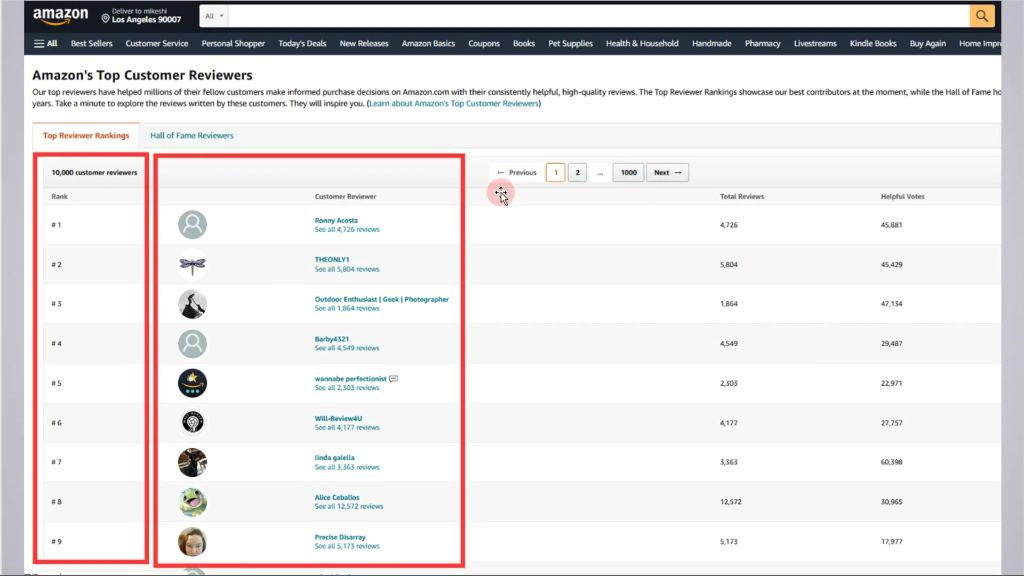 amazon
Deliver to mikeshi
Los Angeles 90007
All
All Best Sellers Customer Service Personal Shopper Today's Deals New Releases Amazon Basics Coupons Books Pet Supplies Health & Household Handmade Pharmacy Livestreams Kindle Books Buy Again Home Impr
Amazon's Top Customer Reviewers
Our top reviewers have helped millions of their fellow customers make informed purchase decisions on Amazon.com with their consistently helpful, high-quality reviews. The Top Reviewer Rankings showcase our best contributors at the moment, while the Hall of Fame ho
years. Take a minute to explore the reviews written by these customers. They will inspire you. (Learn about Amazon's Top Customer Reviewers)
Top Reviewer Rankings Hall of Fame Reviewers
10,000 customer reviewers ← Previous 1 2 ... 1000 Next →
Rank Customer Reviewer Total Reviews Helpful Votes
# 1 Ronny Acosta 4,726 45,881
See all 4,726 reviews
# 2 THEONLY1 5,804 45,429
See all 5,804 reviews
# 3 Outdoor Enthusiast | Geek | Photographer 1,864 47,134
See all 1,864 reviews
# 4 Barby4321 4,549 29,487
See all 4,549 reviews
# 5 wannabe perfectionist 2,303 22,971
See all 2,303 reviews
# 6 Will-Review4U 4,177 27,757
See all 4,177 reviews
# 7 linda galella 3,363 60,398
See all 3,363 reviews
# 8 Alice Ceballos 12,572 30,965
See all 12,572 reviews
# 9 Precise Disarray 5,173 17,977
See all 5,173 reviews